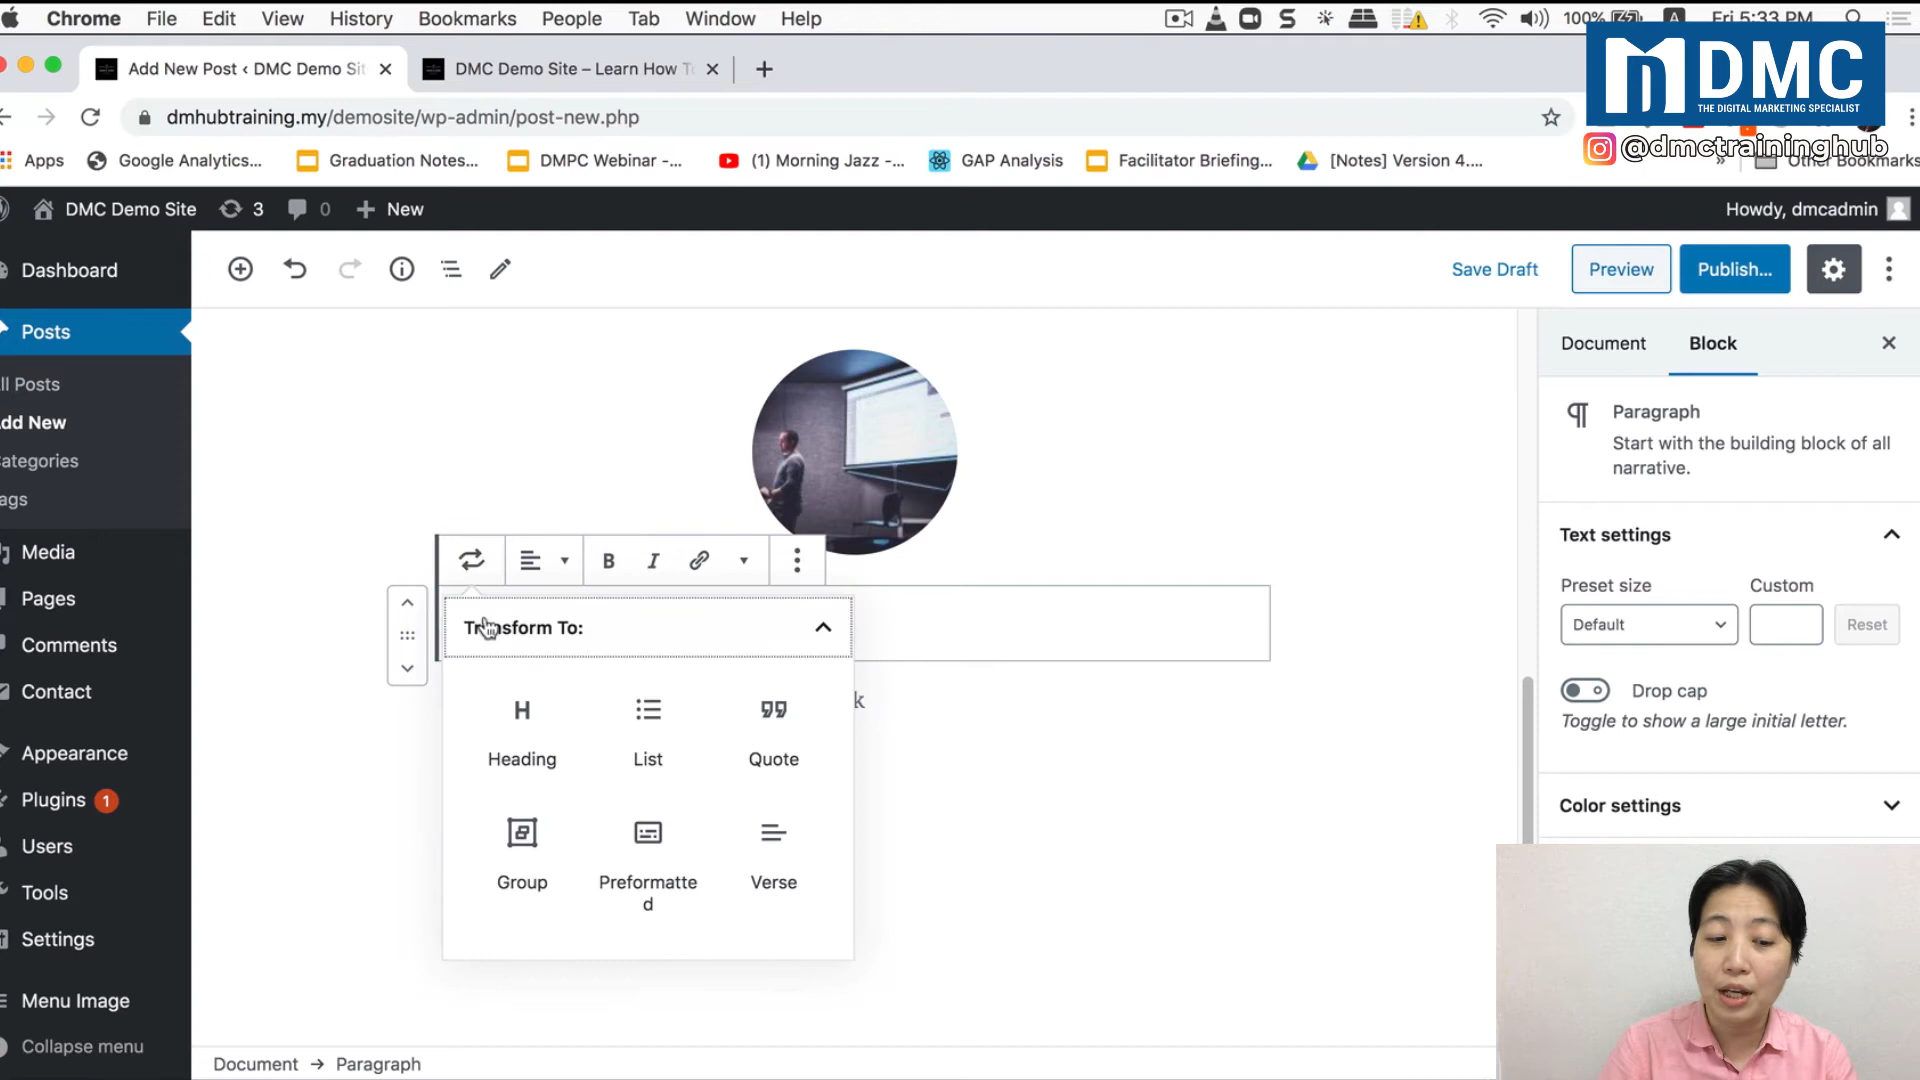 Chrome File Edit View History Bookmarks People Tab Window Help
100% A Fri 5:33 PM
Add New Post ‹ DMC Demo Sit
DMC Demo Site – Learn How T
DMC
THE DIGITAL MARKETING SPECIALIST
dmhubtraining.my/demosite/wp-admin/post-new.php
Apps
Google Analytics...
Graduation Notes...
DMPC Webinar -...
(1) Morning Jazz -...
GAP Analysis
Facilitator Briefing...
[Notes] Version 4....
Other Bookmarks
@dmctraininghub
DMC Demo Site
3
0
New
Howdy, dmcadmin
Dashboard
Posts
ll Posts
dd New
ategories
ags
Media
Pages
Comments
Contact
Appearance
Plugins 1
Users
Tools
Settings
Menu Image
Collapse menu
Save Draft
Preview
Publish...
B I
Transform To:
k
H
Heading
List
Quote
Group
Preformatte
d
Verse
Document
Block
Paragraph
Start with the building block of all
narrative.
Text settings
Preset size
Custom
Default
Reset
Drop cap
Toggle to show a large initial letter.
Color settings
Document → Paragraph